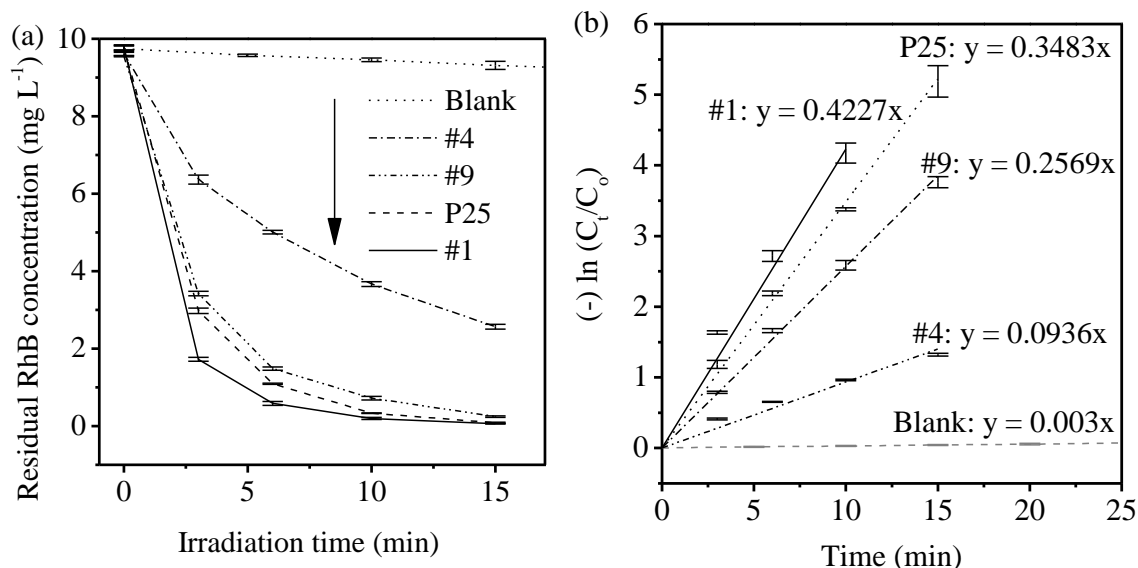 (a)
Residual RhB concentration (mg L⁻¹)
10
8
6
4
2
0
Blank
#4
#9
P25
#1
0
5
10
15
Irradiation time (min)
(b)
(-) ln (Cₜ/Cₒ)
6
5
4
3
2
1
0
P25: y = 0.3483x
#1: y = 0.4227x
#9: y = 0.2569x
#4: y = 0.0936x
Blank: y = 0.003x
0
5
10
15
20
25
Time (min)